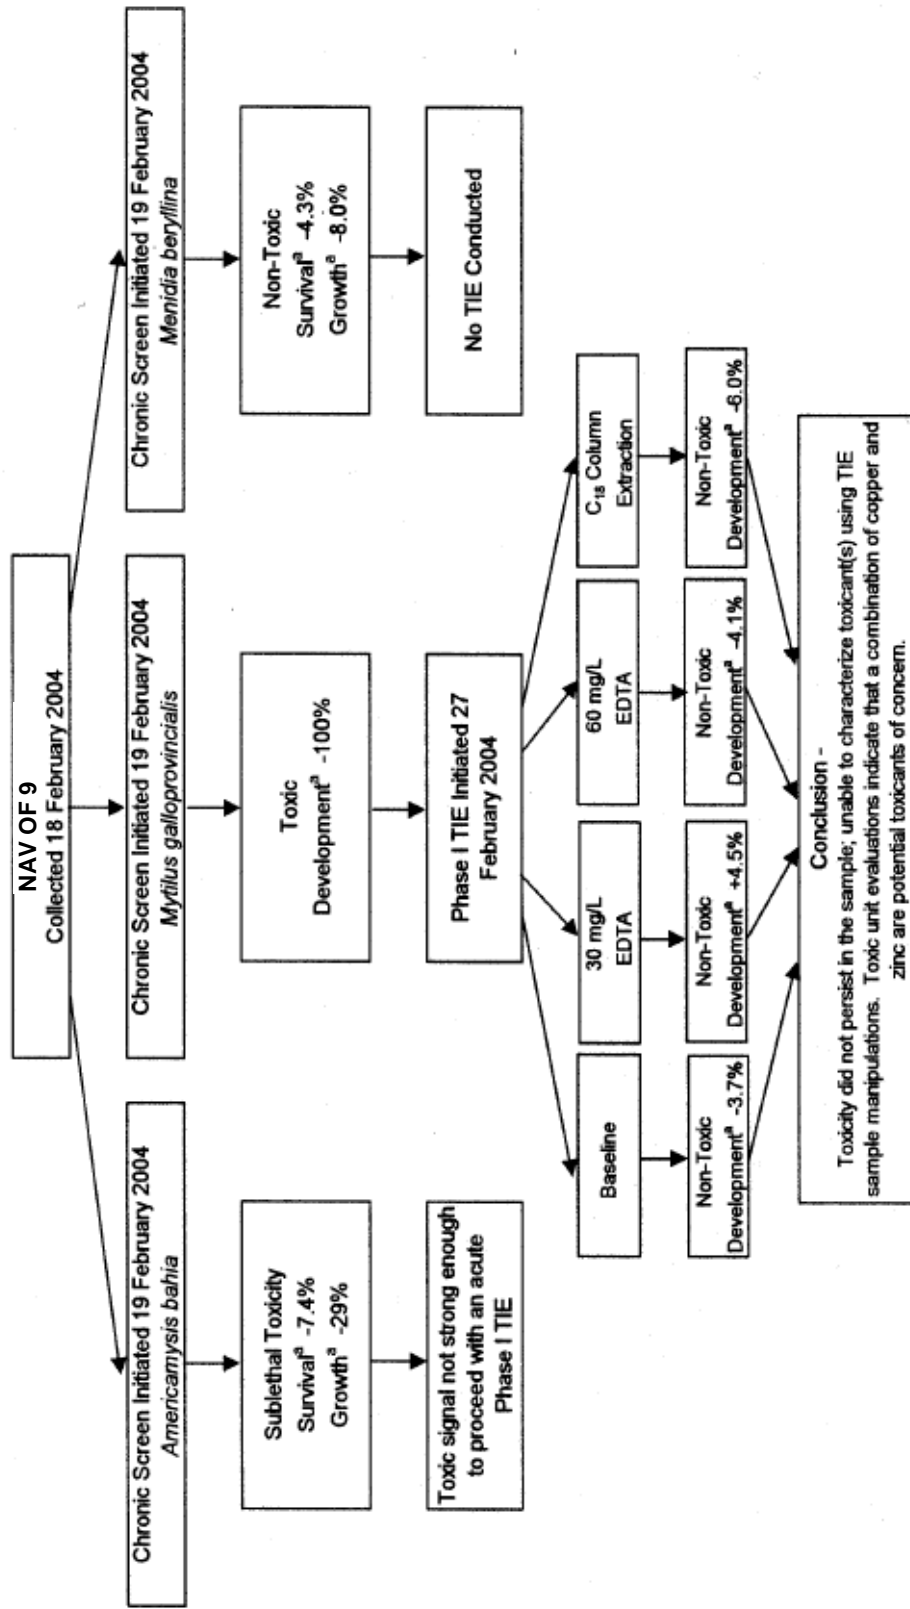 NAV OF 9
Collected 18 February 2004
Chronic Screen Initiated 19 February 2004
Americamysis bahia
Sublethal Toxicity
Survivalª -7.4%
Growthª -29%
Toxic signal not strong enough
to proceed with an acute
Phase I TIE
Chronic Screen Initiated 19 February 2004
Mytilus galloprovincialis
Toxic
Developmentª -100%
Phase I TIE Initiated 27
February 2004
Chronic Screen Initiated 19 February 2004
Menidia beryllina
Non-Toxic
Survivalª -4.3%
Growthª -8.0%
No TIE Conducted
Baseline
Non-Toxic
Developmentª -3.7%
30 mg/L
EDTA
Non-Toxic
Developmentª +4.5%
60 mg/L
EDTA
Non-Toxic
Developmentª -4.1%
C₁₈ Column
Extraction
Non-Toxic
Developmentª -6.0%
Conclusion -
Toxicity did not persist in the sample; unable to characterize toxicant(s) using TIE
sample manipulations. Toxic unit evaluations indicate that a combination of copper and
zinc are potential toxicants of concern.